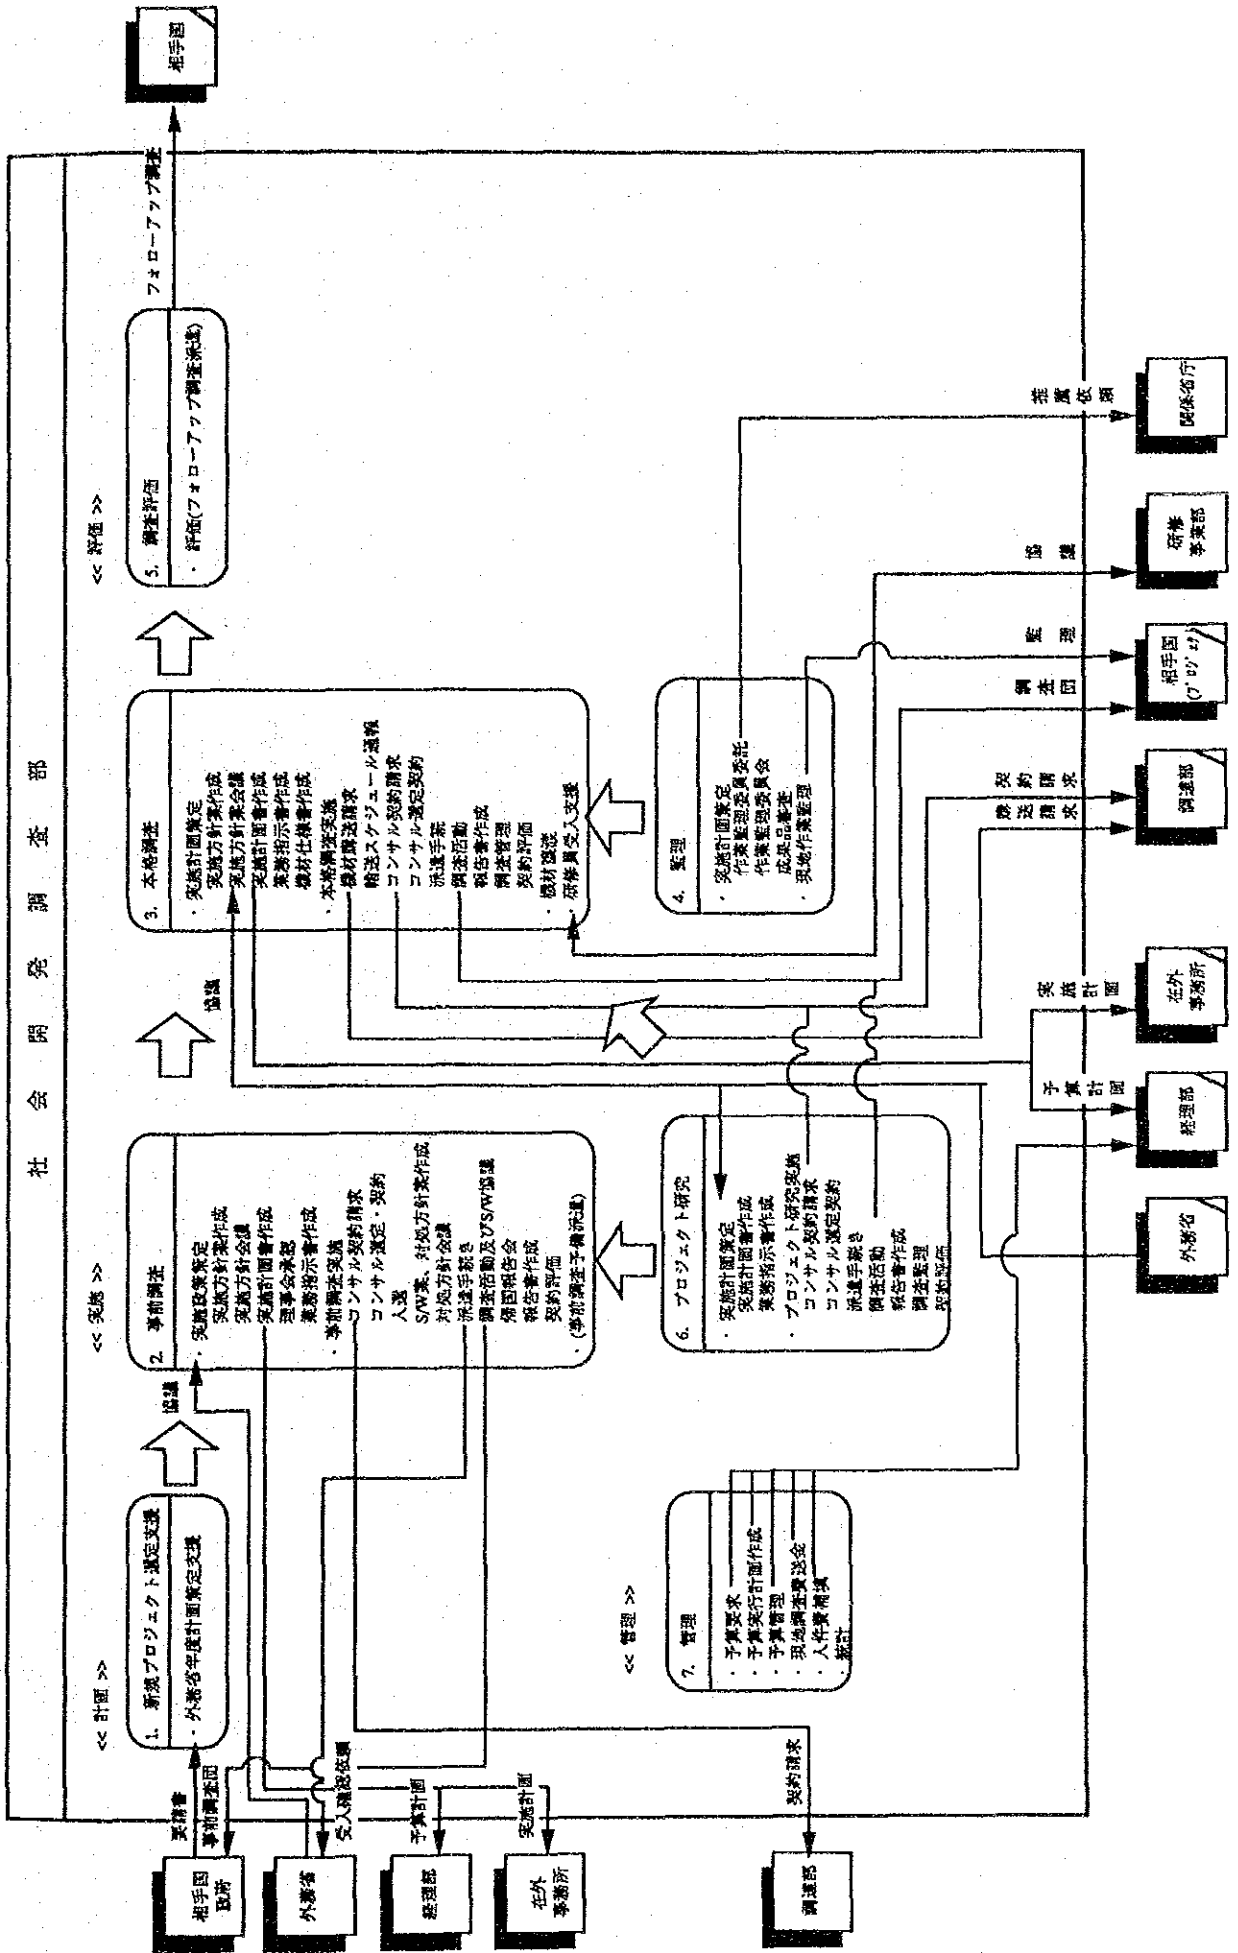 社会開発調査部
<< 計画 >>
1. 新規プロジェクト選定支援
・外務省年度計画策定支援
<< 実施 >>
2. 事前調査
・実施政策策定
実施方針案作成
実施方針会議
実施計画書作成
理事会承認
業務指示書作成
・事前調査実施
コンサル契約請求
コンサル選定・契約
人選
S/W案、対処方針案作成
対処方針会議
派遣手続き
調査活動及びS/W協議
帰国報告会
報告書作成
契約評価
・(事前調査予備派遣)
3. 本格調査
・実施計画策定
実施方針案作成
実施方針案会議
実施計画書作成
業務指示書作成
機材仕様書作成
・本格調査実施
機材購送請求
輸送スケジュール通報
コンサル契約請求
コンサル選定契約
派遣手続
調査活動
報告書作成
調査管理
契約評価
・機材譲渡
・研修員受入支援
<< 評価 >>
5. 調査評価
・評価(フォローアップ調査派遣)
フォローアップ調査
相手国
協議
協議
4. 監理
・実施計画策定
作業監理委員委託
作業監理委員会
成果品審査
・現地作業監理
6. プロジェクト研究
・実施計画策定
実施計画書作成
業務指示書作成
・プロジェクト研究実施
コンサル契約請求
コンサル選定契約
派遣手続き
調査活動
報告書作成
調査監理
契約評価
<< 管理 >>
7. 管理
・予算要求
・予算実行計画作成
・予算管理
・現地調査費送金
・人件費補填
・統計
要請書
事前調査団
受入確認依頼
予算計画
実施計画
契約請求
相手国
政府
外務省
経理部
在外
事務所
調達部
予算計画
実施計画
購送請求
契約請求
調査団
監理
協議
推薦依頼
外務省
経理部
在外
事務所
調達部
相手国
(プロジェクト)
研修
事業部
関係省庁